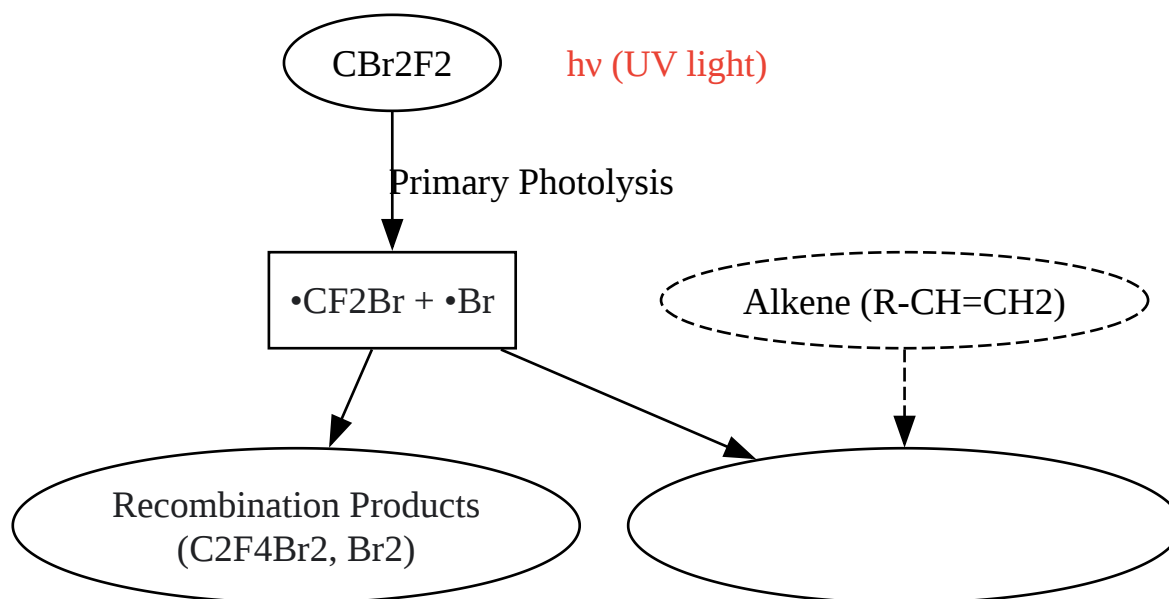 CBr2F2
hν (UV light)
Primary Photolysis
•CF2Br + •Br
Alkene (R-CH=CH2)
Recombination Products
(C2F4Br2, Br2)